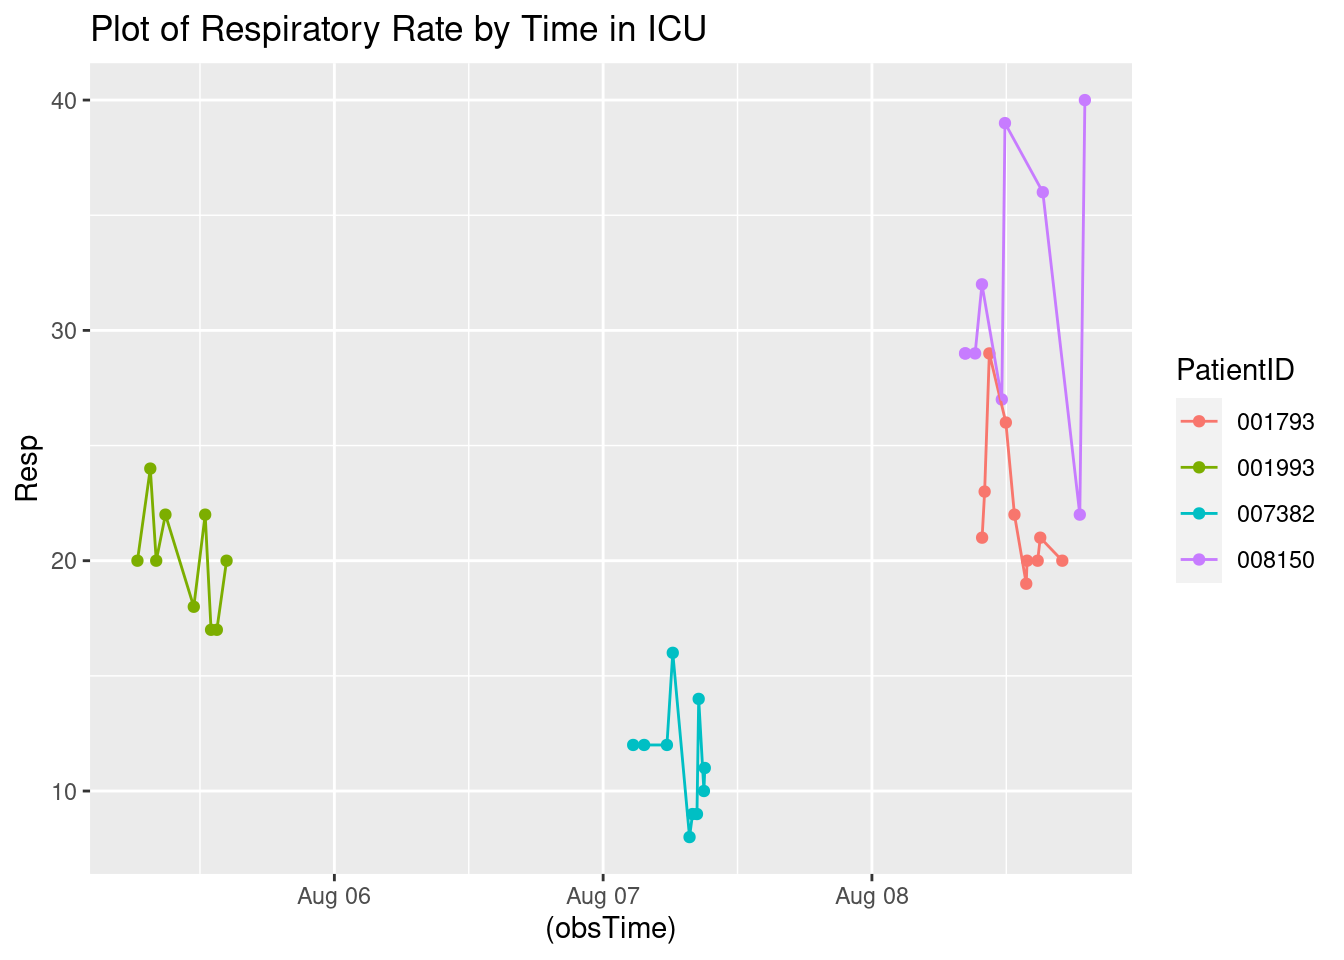 Plot of Respiratory Rate by Time in ICU
40
30
20
10
Resp
Aug 06
Aug 07
Aug 08
(obsTime)
PatientID
001793
001993
007382
008150